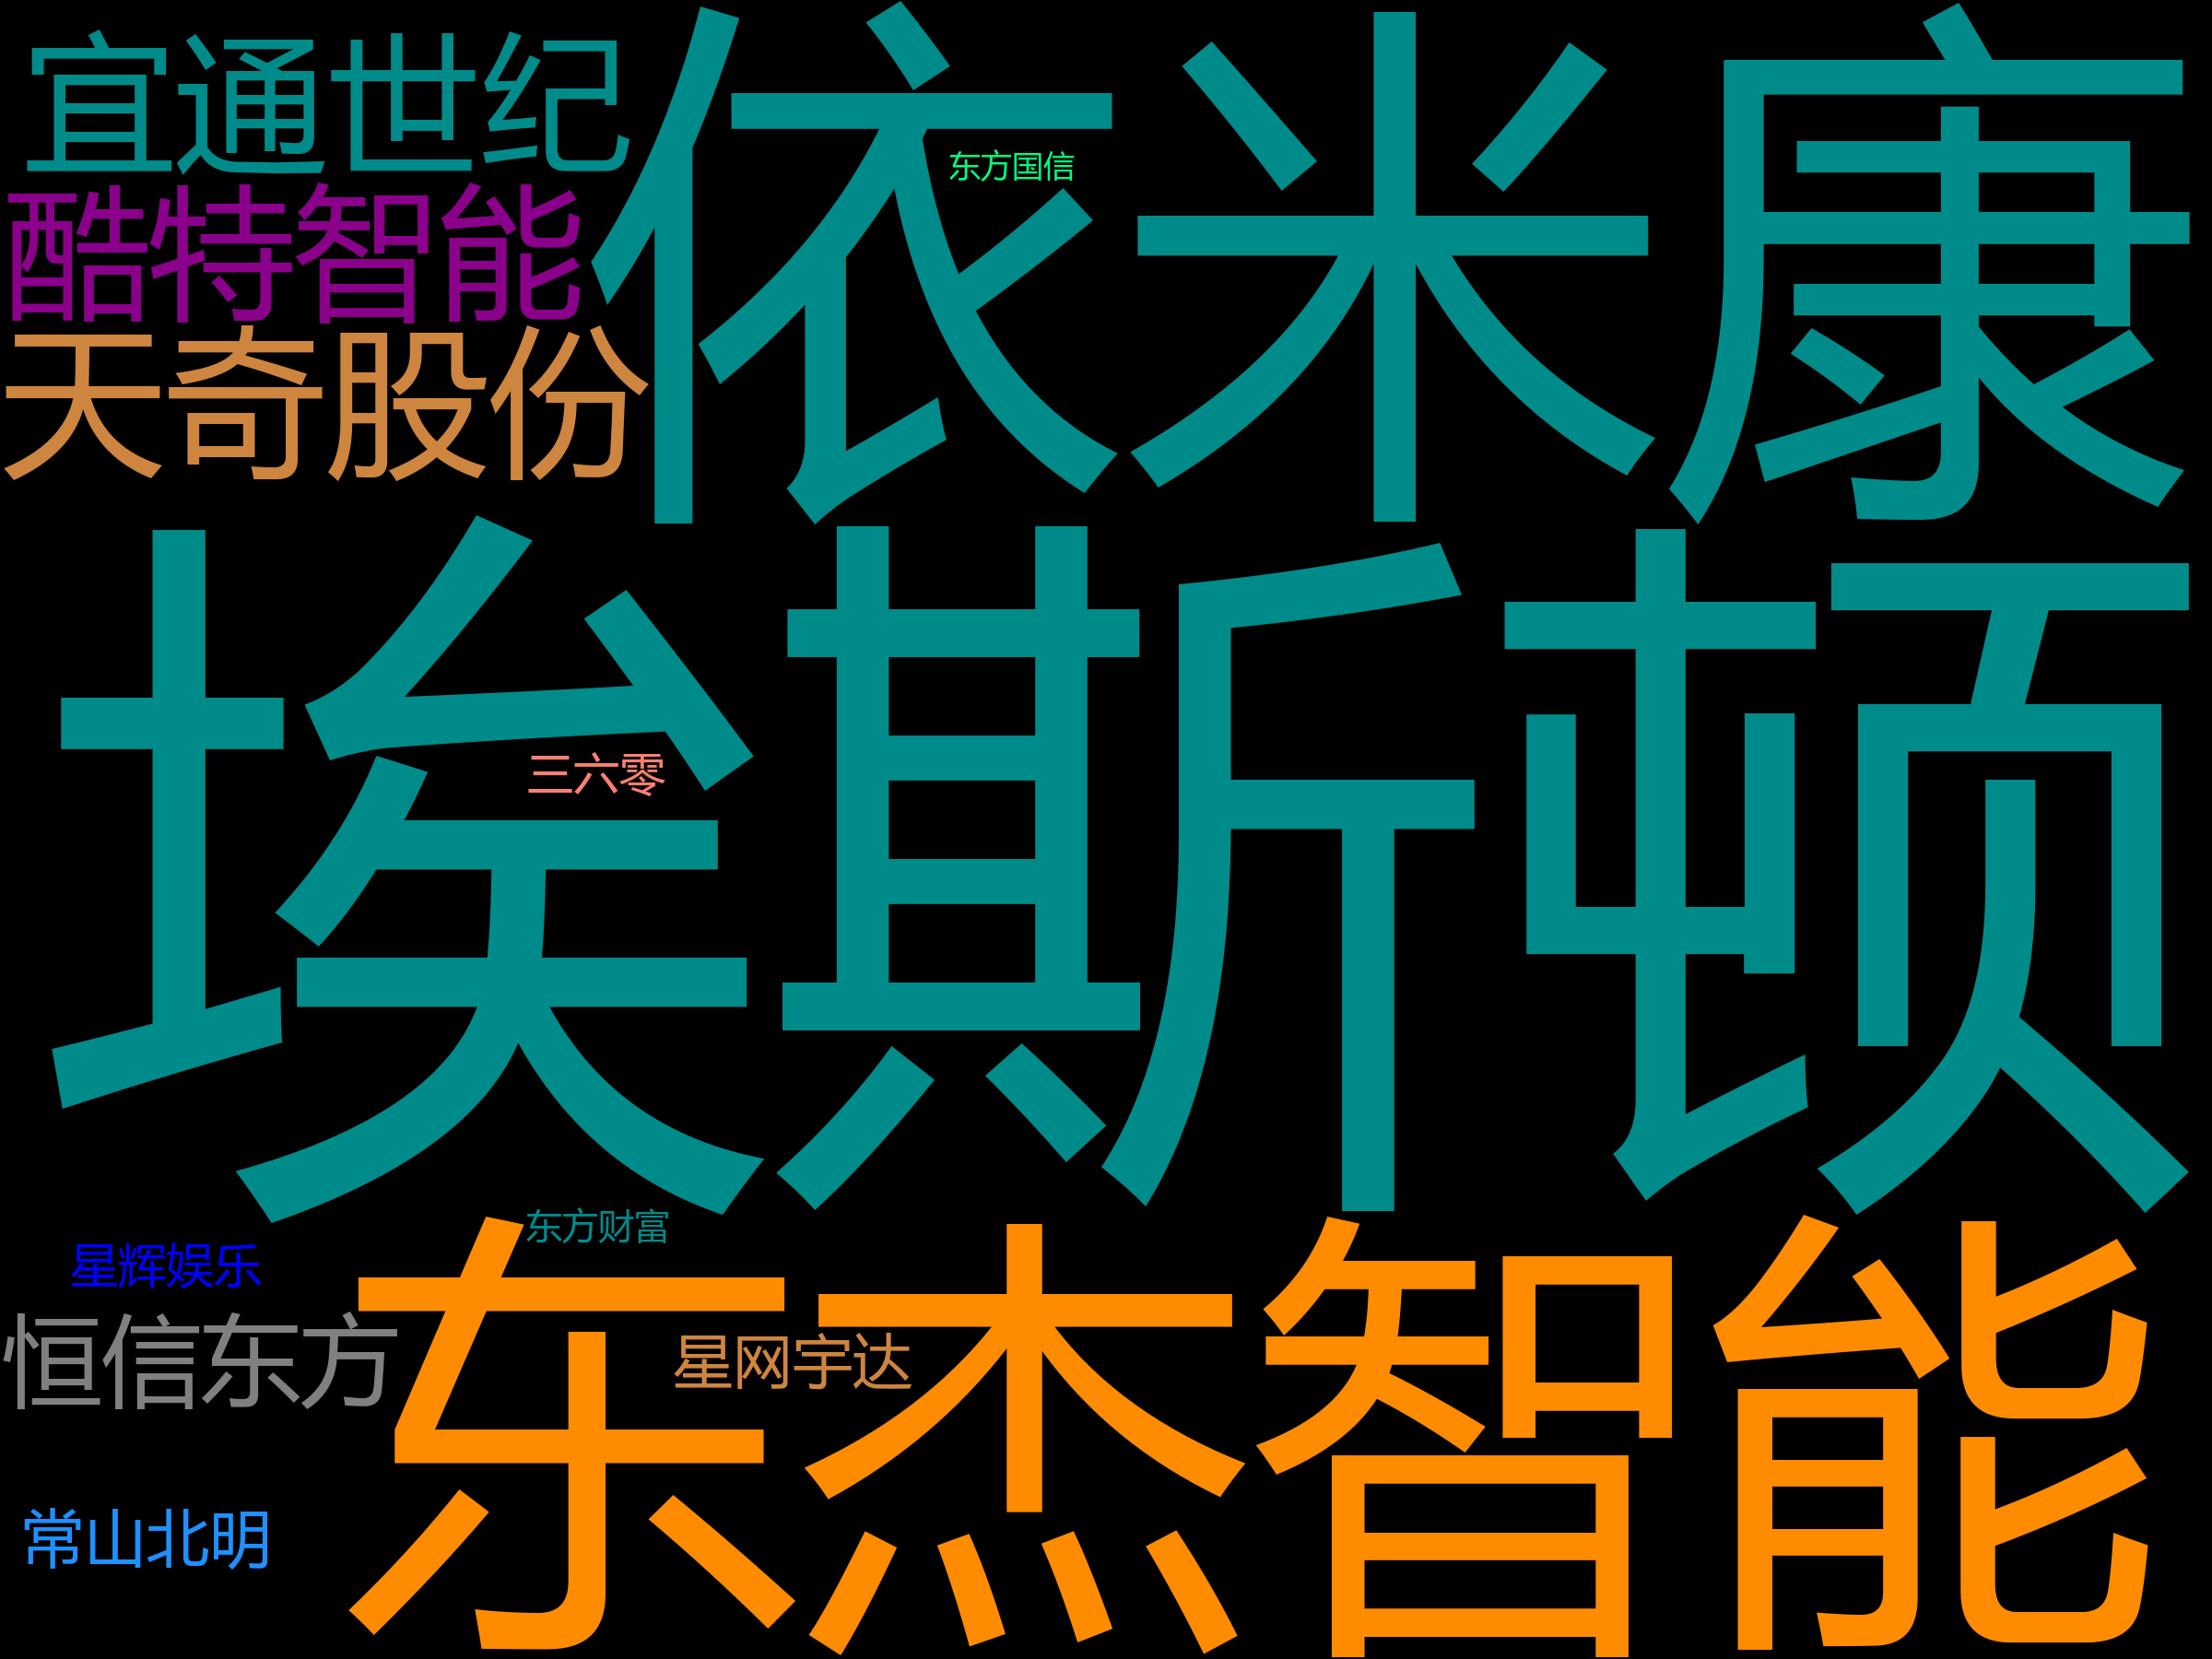 宜通世纪
依米康
东方国信
酷特智能
天奇股份
埃斯顿
三六零
东方财富
星辉娱乐
东杰智能
恒信东方
星网宇达
常山北明